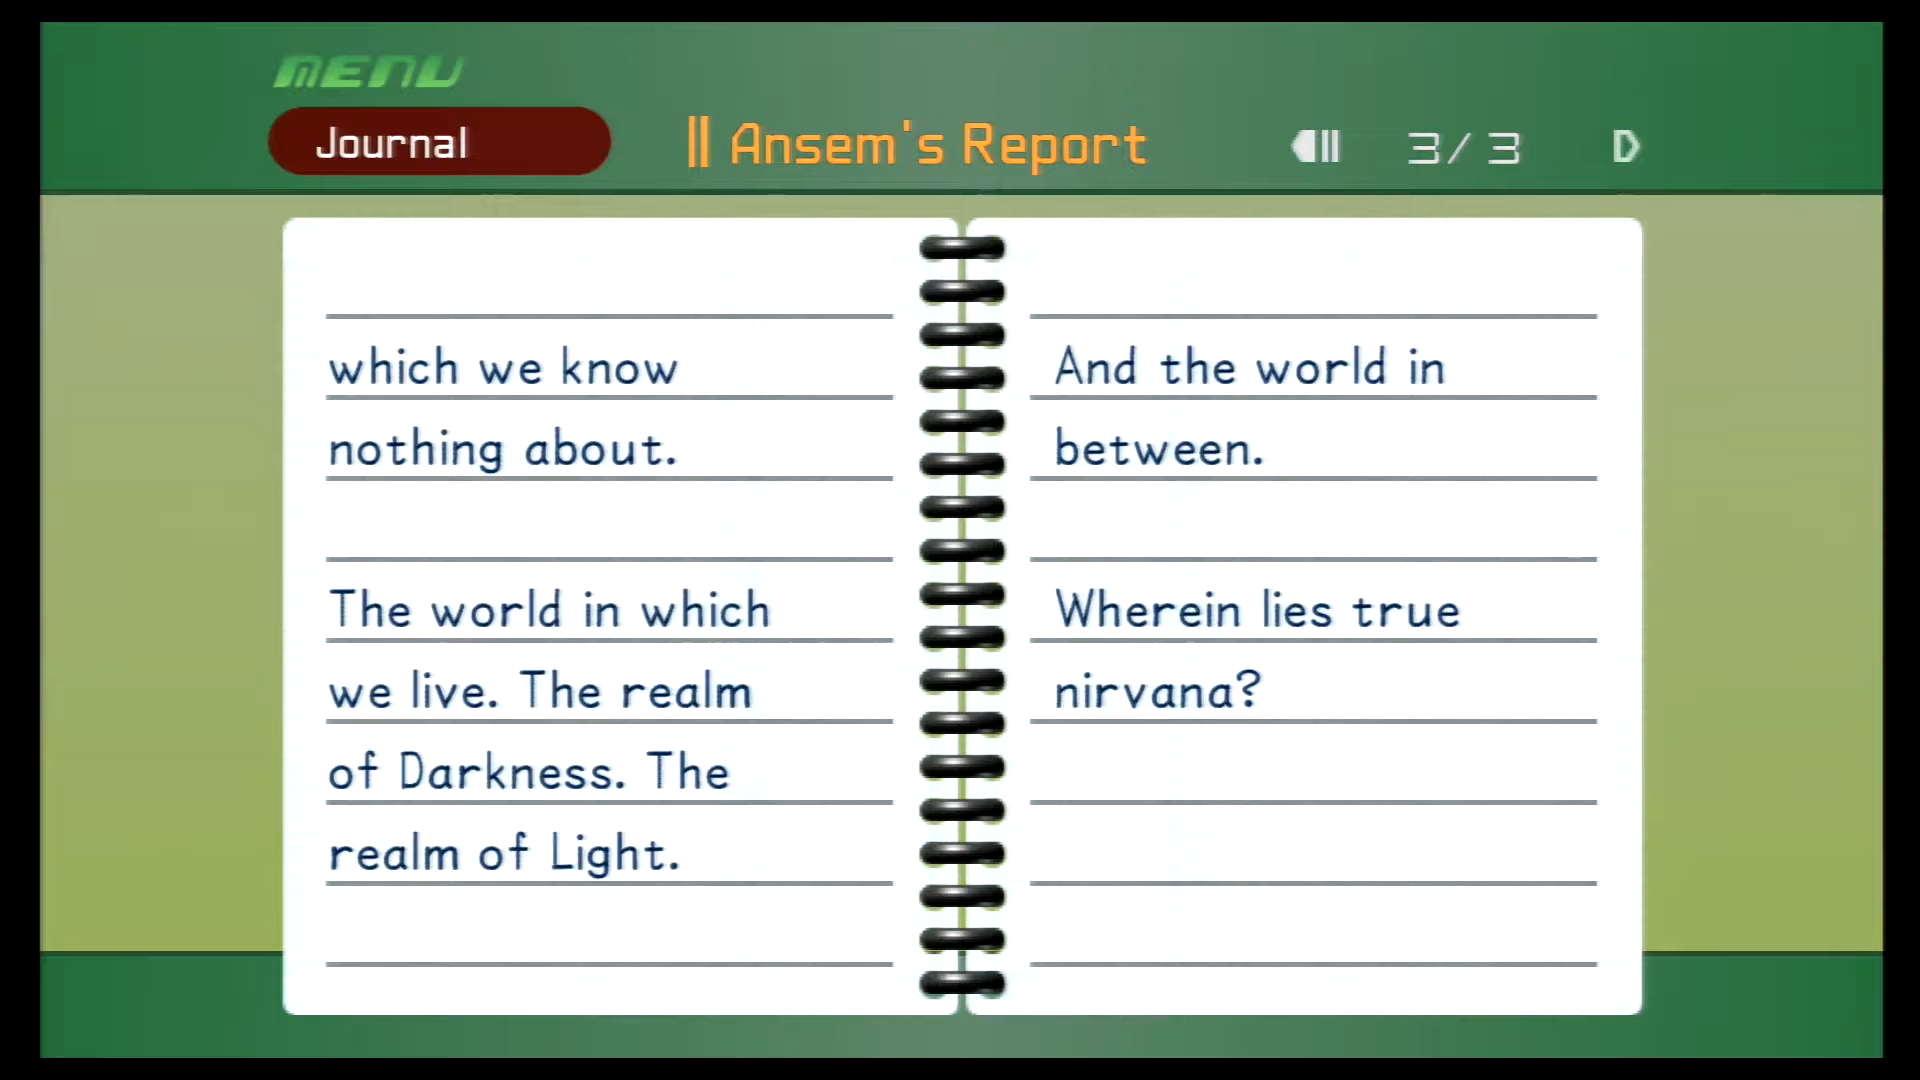 MENU
Journal
Ansem's Report
3/3
which we know
nothing about.
The world in which
we live. The realm
of Darkness. The
realm of Light.
And the world in
between.
Wherein lies true
nirvana?